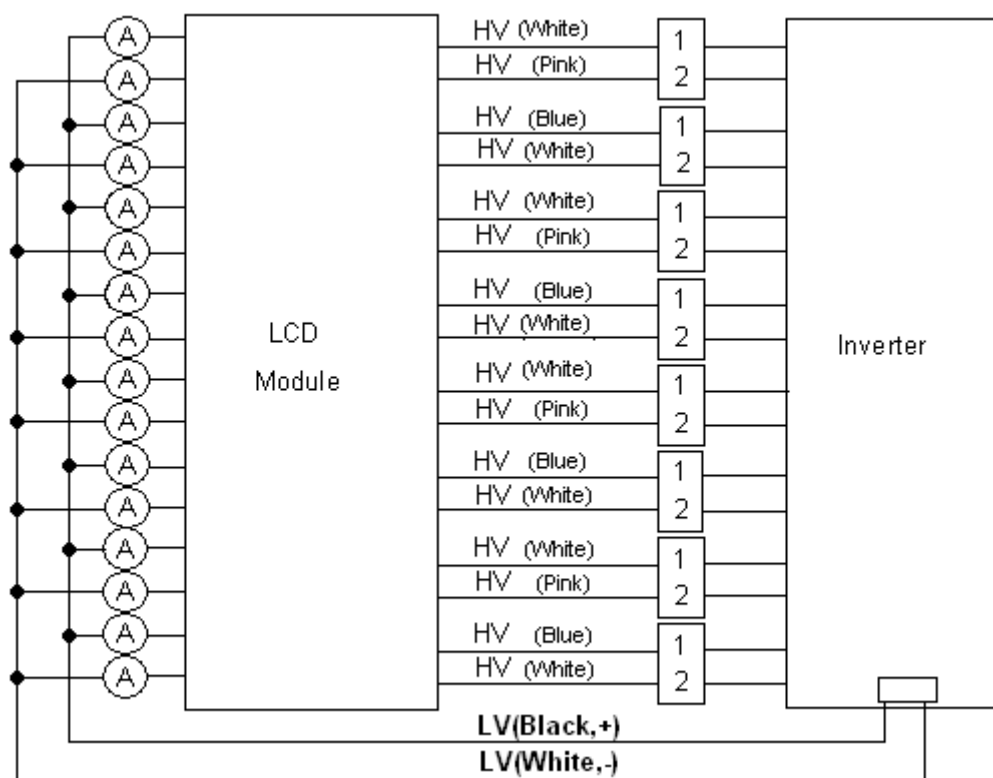 A
HV (White)
1
A
HV (Pink)
2
A
HV (Blue)
1
A
HV (White)
2
A
HV (White)
1
A
HV (Pink)
2
A
HV (Blue)
1
A
HV (White)
2
LCD
Module
Inverter
A
HV (White)
1
A
HV (Pink)
2
A
HV (Blue)
1
A
HV (White)
2
A
HV (White)
1
A
HV (Pink)
2
A
HV (Blue)
1
A
HV (White)
2
LV(Black,+)
LV(White,-)